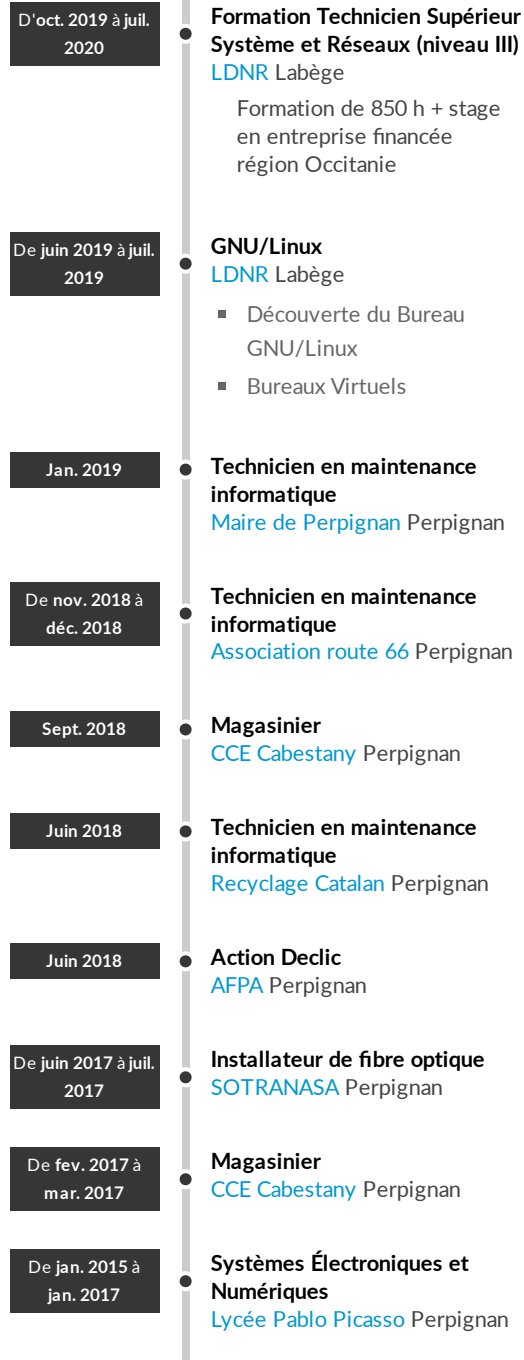 D'oct. 2019 à juil.
2020
Formation Technicien Supérieur
Système et Réseaux (niveau III)
LDNR Labège
Formation de 850 h + stage
en entreprise financée
région Occitanie
De juin 2019 à juil.
2019
GNU/Linux
LDNR Labège
Découverte du Bureau
GNU/Linux
Bureaux Virtuels
Jan. 2019
Technicien en maintenance
informatique
Maire de Perpignan Perpignan
De nov. 2018 à
déc. 2018
Technicien en maintenance
informatique
Association route 66 Perpignan
Sept. 2018
Magasinier
CCE Cabestany Perpignan
Juin 2018
Technicien en maintenance
informatique
Recyclage Catalan Perpignan
Juin 2018
Action Declic
AFPA Perpignan
De juin 2017 à juil.
2017
Installateur de fibre optique
SOTRANASA Perpignan
De fev. 2017 à
mar. 2017
Magasinier
CCE Cabestany Perpignan
De jan. 2015 à
jan. 2017
Systèmes Électroniques et
Numériques
Lycée Pablo Picasso Perpignan